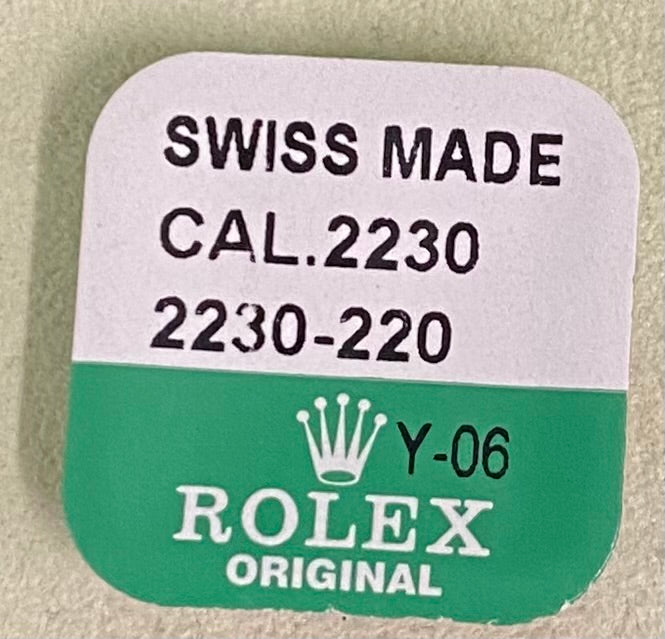 SWISS MADE
CAL.2230
2230-220
Y-06
ROLEX
ORIGINAL